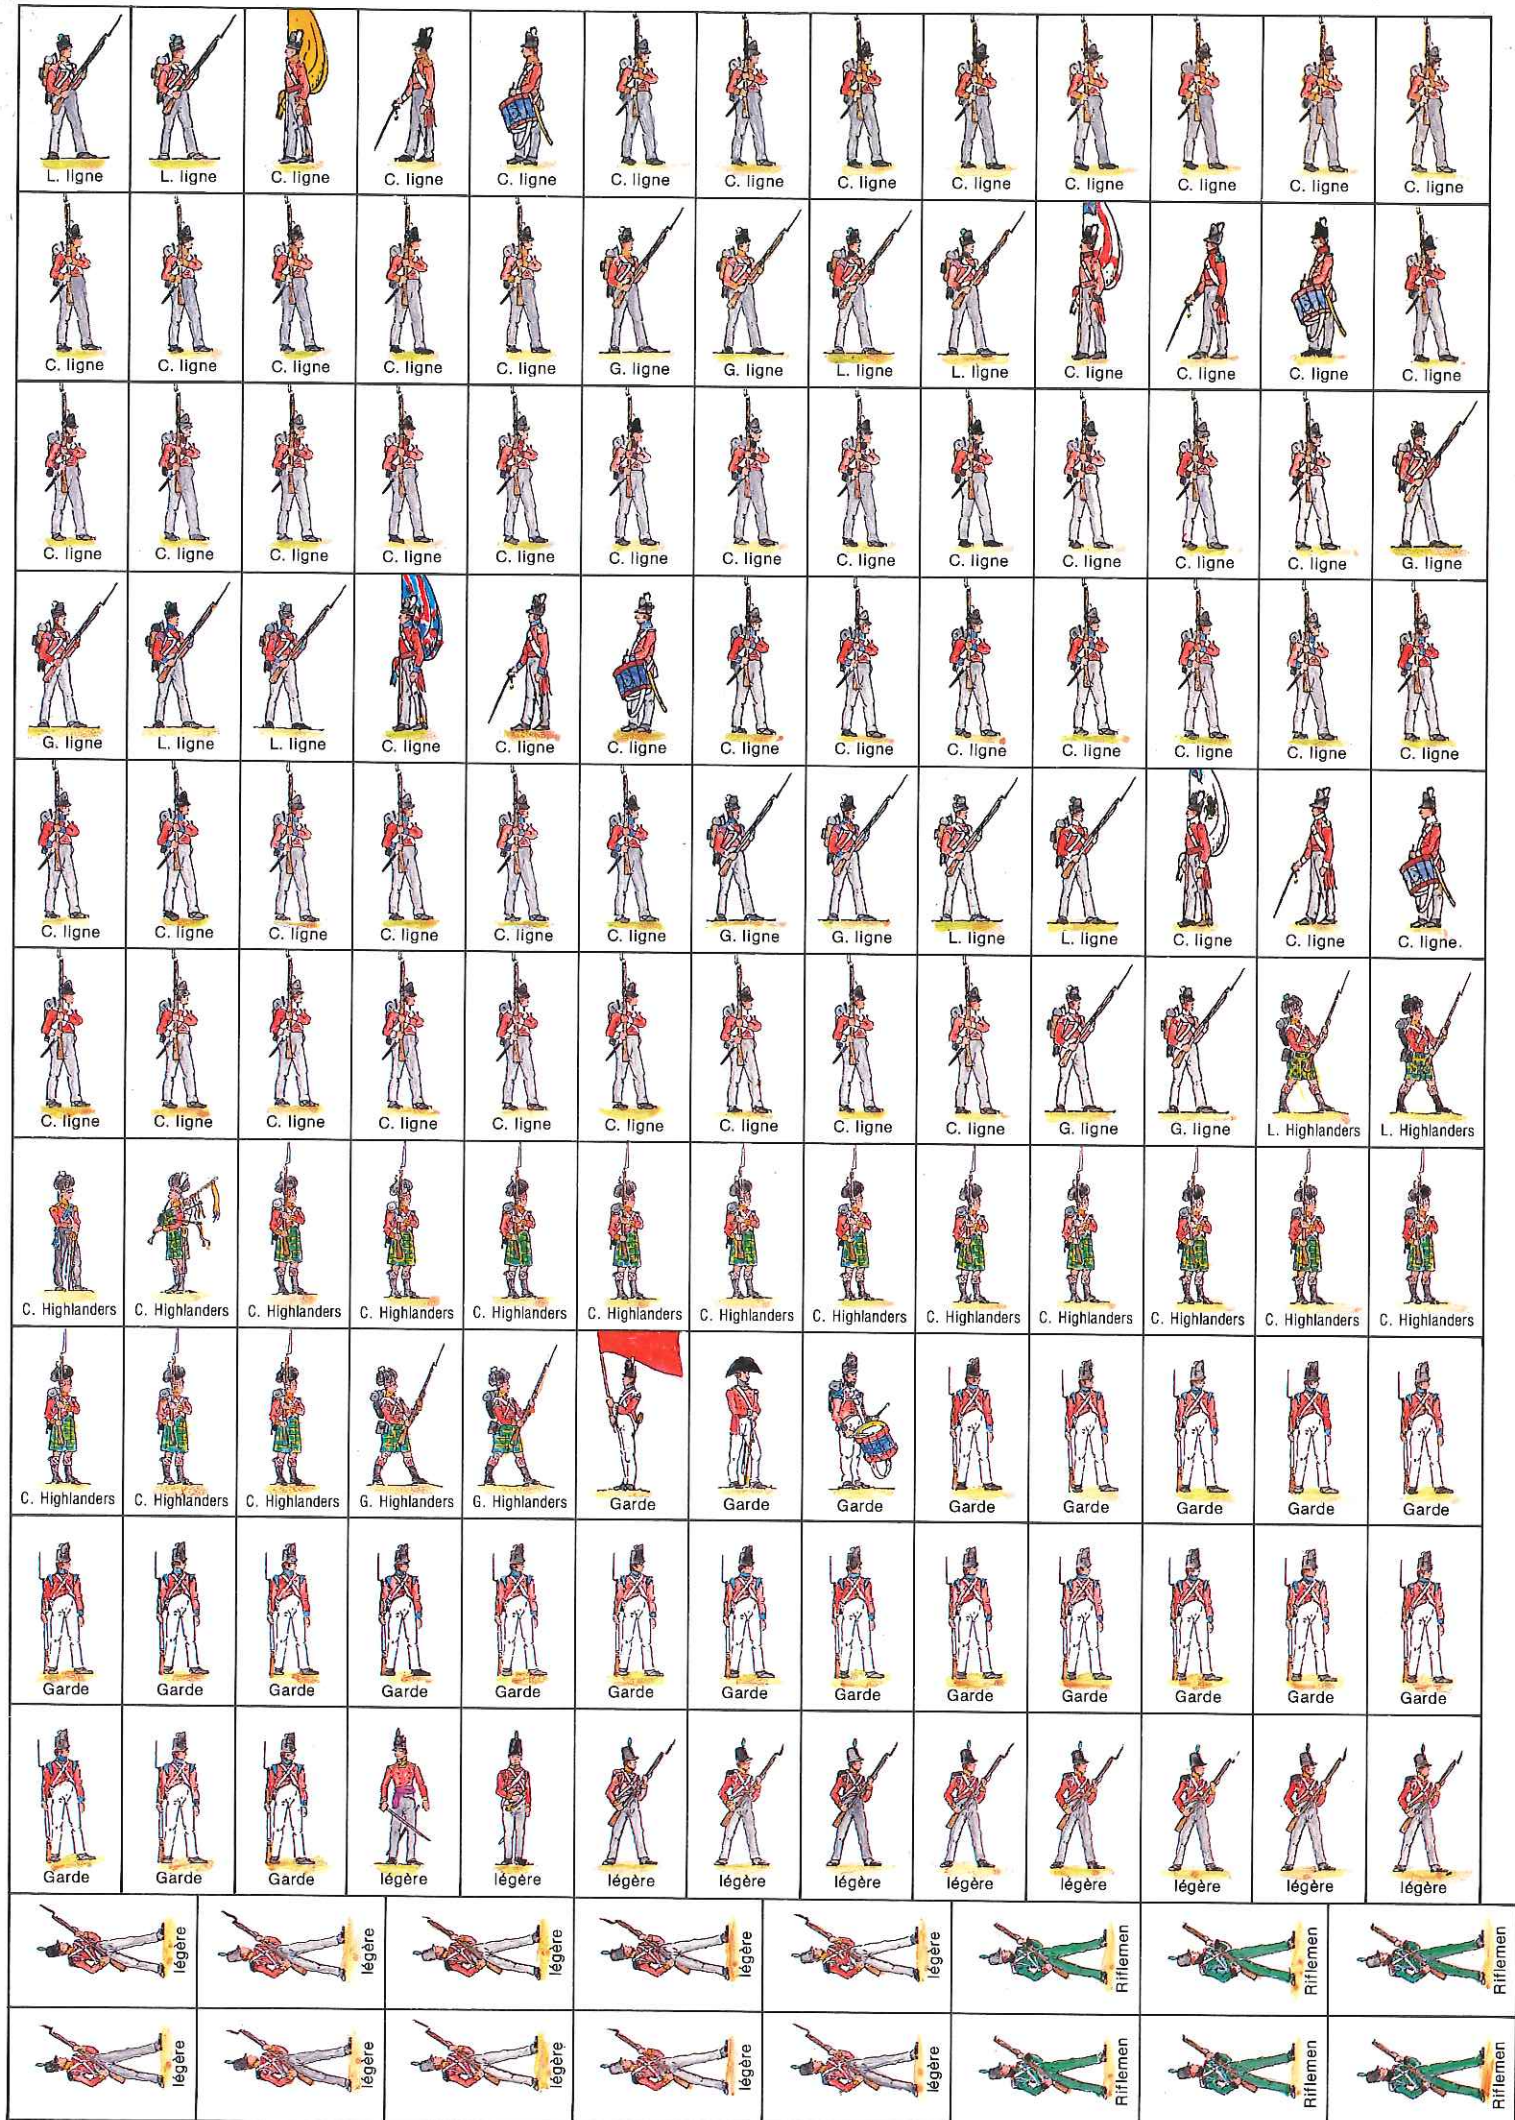 L. ligne L. ligne C. ligne C. ligne C. ligne C. ligne C. ligne C. ligne C. ligne C. ligne C. ligne C. ligne C. ligne
C. ligne C. ligne C. ligne C. ligne C. ligne G. ligne G. ligne L. ligne L. ligne C. ligne C. ligne C. ligne C. ligne
C. ligne C. ligne C. ligne C. ligne C. ligne C. ligne C. ligne C. ligne C. ligne C. ligne C. ligne C. ligne G. ligne
G. ligne L. ligne L. ligne C. ligne C. ligne C. ligne C. ligne C. ligne C. ligne C. ligne C. ligne C. ligne C. ligne
C. ligne C. ligne C. ligne C. ligne C. ligne C. ligne G. ligne G. ligne L. ligne L. ligne C. ligne C. ligne C. ligne.
C. ligne C. ligne C. ligne C. ligne C. ligne C. ligne C. ligne C. ligne C. ligne G. ligne G. ligne L. Highlanders L. Highlanders
C. Highlanders C. Highlanders C. Highlanders C. Highlanders C. Highlanders C. Highlanders C. Highlanders C. Highlanders C. Highlanders C. Highlanders C. Highlanders C. Highlanders C. Highlanders
C. Highlanders C. Highlanders C. Highlanders G. Highlanders G. Highlanders Garde Garde Garde Garde Garde Garde Garde Garde
Garde Garde Garde Garde Garde Garde Garde Garde Garde Garde Garde Garde Garde
Garde Garde Garde légère légère légère légère légère légère légère légère légère légère
légère légère légère légère légère Riflemen Riflemen Riflemen
légère légère légère légère légère Riflemen Riflemen Riflemen